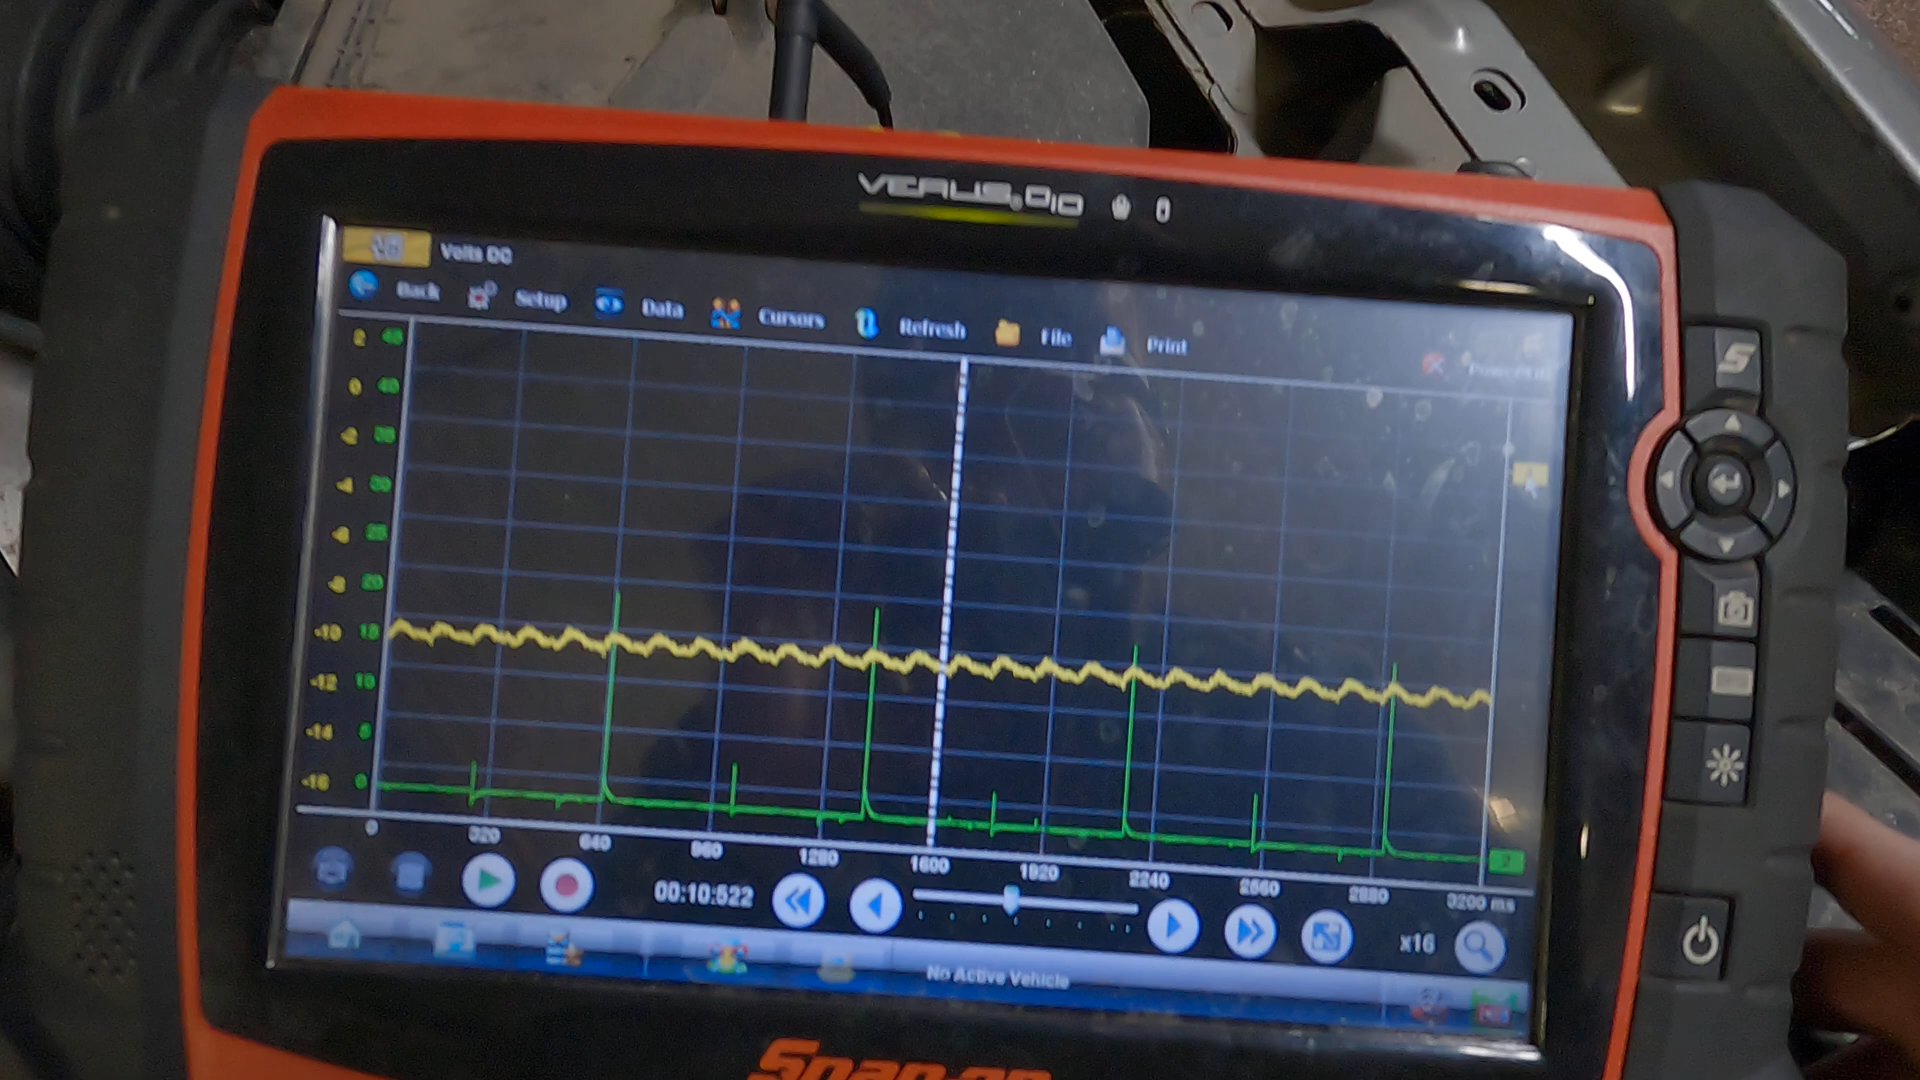 VERUS.PRO
Volts DC
Back Setup Data Cursors Refresh File Print
2 45
0 40
-2 35
-4 30
-6 25
-8 20
-10 15
-12 10
-14 5
-16 0
0 320 640 960 1280 1600 1920 2240 2560 2880 3200 ms
2
00:10:522
x16
No Active Vehicle
Snap-on
S